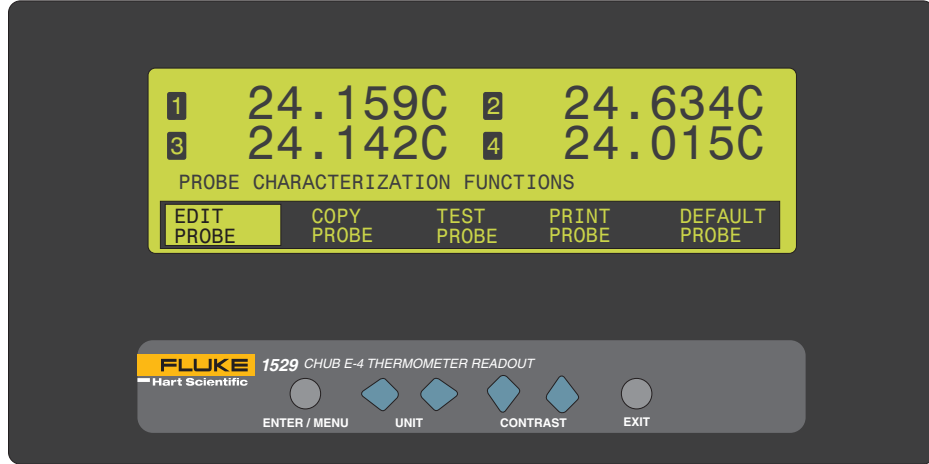 1 24.159C 2 24.634C
3 24.142C 4 24.015C
PROBE CHARACTERIZATION FUNCTIONS
EDIT COPY TEST PRINT DEFAULT
PROBE PROBE PROBE PROBE PROBE
FLUKE 1529 CHUB E-4 THERMOMETER READOUT
Hart Scientific
ENTER / MENU UNIT CONTRAST EXIT